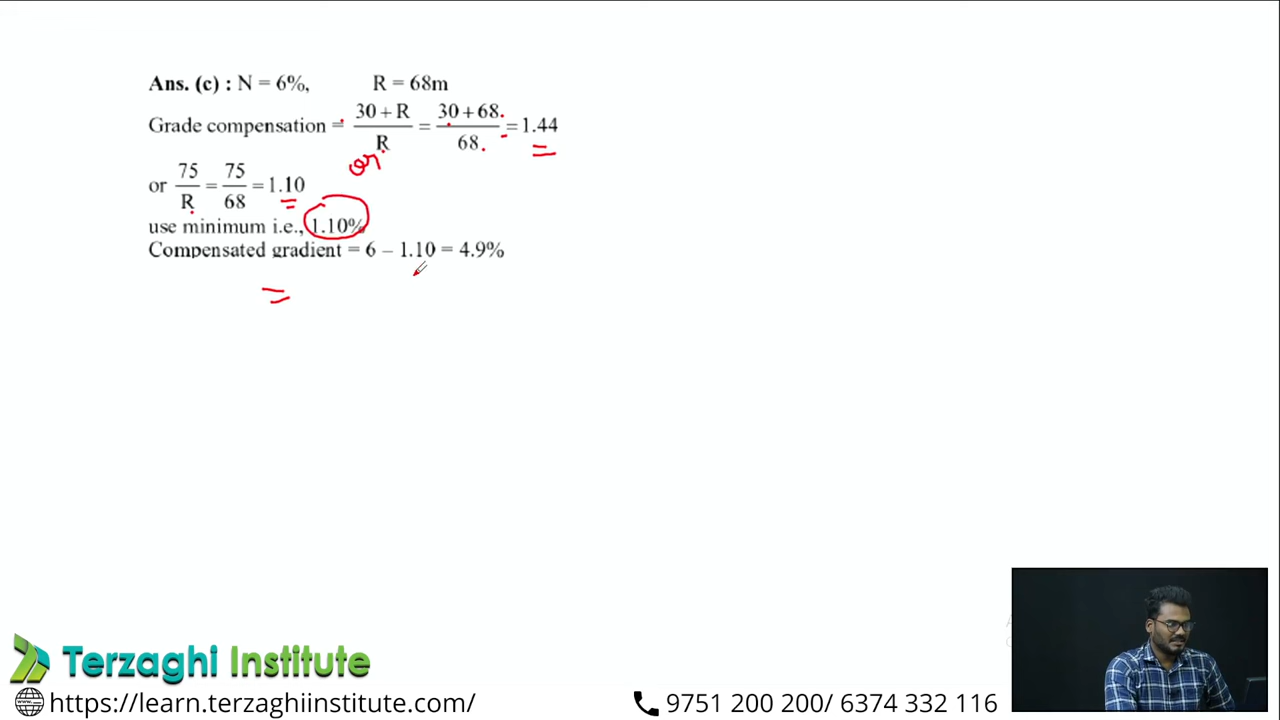 Ans. (c) : N = 6%, R = 68m
Grade compensation = (30 + R)/R = (30 + 68)/68 = 1.44
or
or 75/R = 75/68 = 1.10
use minimum i.e., 1.10%
Compensated gradient = 6 – 1.10 = 4.9%
Terzaghi Institute
https://learn.terzaghiinstitute.com/
9751 200 200/ 6374 332 116